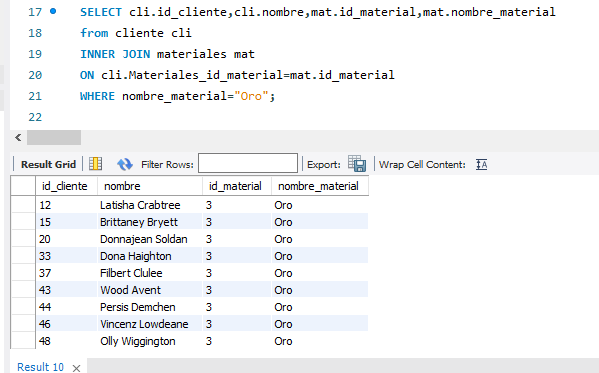 17 SELECT cli.id_cliente,cli.nombre,mat.id_material,mat.nombre_material
18 from cliente cli
19 INNER JOIN materiales mat
20 ON cli.Materiales_id_material=mat.id_material
21 WHERE nombre_material="Oro";
22
Result Grid Filter Rows: Export: Wrap Cell Content: IA
id_cliente nombre id_material nombre_material
12 Latisha Crabtree 3 Oro
15 Brittaney Bryett 3 Oro
20 Donnajean Soldan 3 Oro
33 Dona Haighton 3 Oro
37 Filbert Clulee 3 Oro
43 Wood Avent 3 Oro
44 Persis Demchen 3 Oro
46 Vincenz Lowdeane 3 Oro
48 Olly Wiggington 3 Oro
Result 10